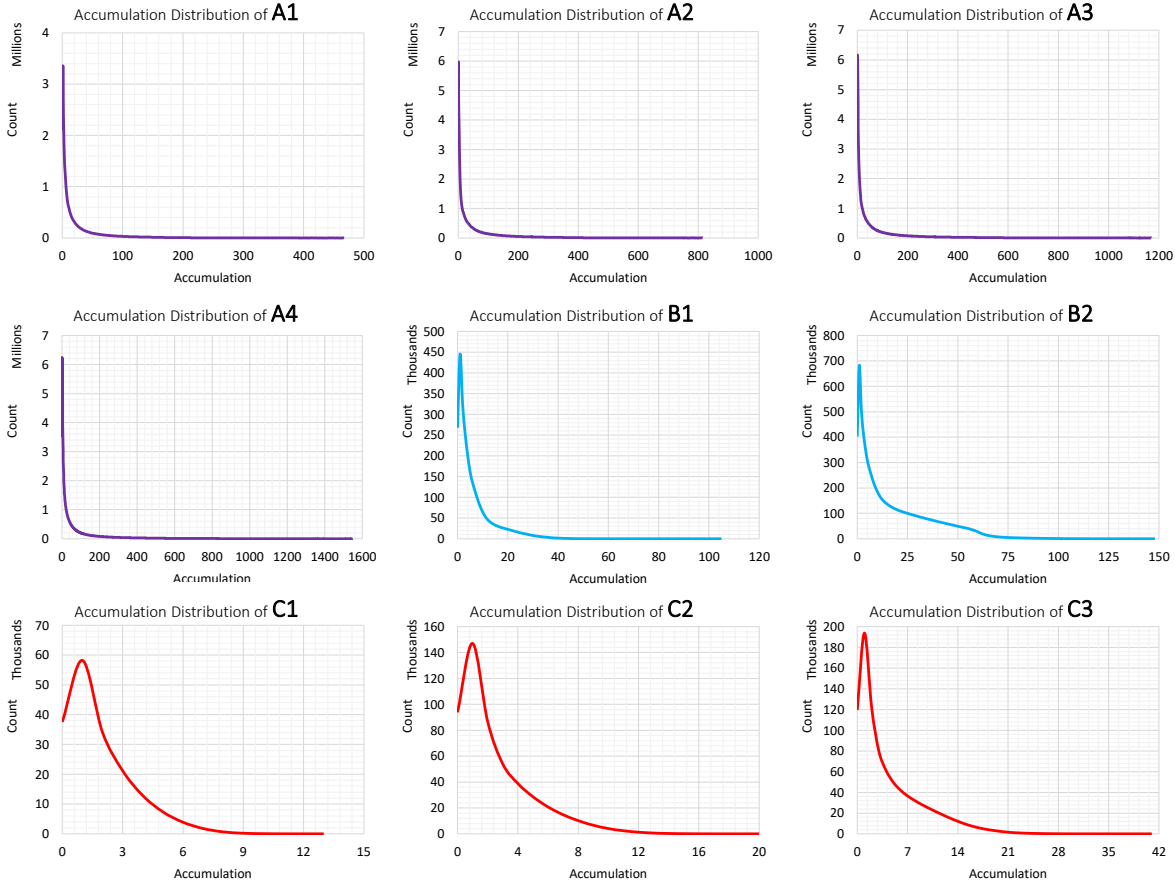 Accumulation Distribution of A1
Millions
Count
4
3
2
1
0
0 100 200 300 400 500
Accumulation
Accumulation Distribution of A2
Millions
Count
7
6
5
4
3
2
1
0
0 200 400 600 800 1000
Accumulation
Accumulation Distribution of A3
Millions
Count
7
6
5
4
3
2
1
0
0 200 400 600 800 1000 1200
Accumulation
Accumulation Distribution of A4
Millions
Count
7
6
5
4
3
2
1
0
0 200 400 600 800 1000 1200 1400 1600
Accumulation
Accumulation Distribution of B1
Thousands
Count
500
450
400
350
300
250
200
150
100
50
0
0 20 40 60 80 100 120
Accumulation
Accumulation Distribution of B2
Thousands
Count
800
700
600
500
400
300
200
100
0
0 25 50 75 100 125 150
Accumulation
Accumulation Distribution of C1
Thousands
Count
70
60
50
40
30
20
10
0
0 3 6 9 12 15
Accumulation
Accumulation Distribution of C2
Thousands
Count
160
140
120
100
80
60
40
20
0
0 4 8 12 16 20
Accumulation
Accumulation Distribution of C3
Thousands
Count
200
180
160
140
120
100
80
60
40
20
0
0 7 14 21 28 35 42
Accumulation